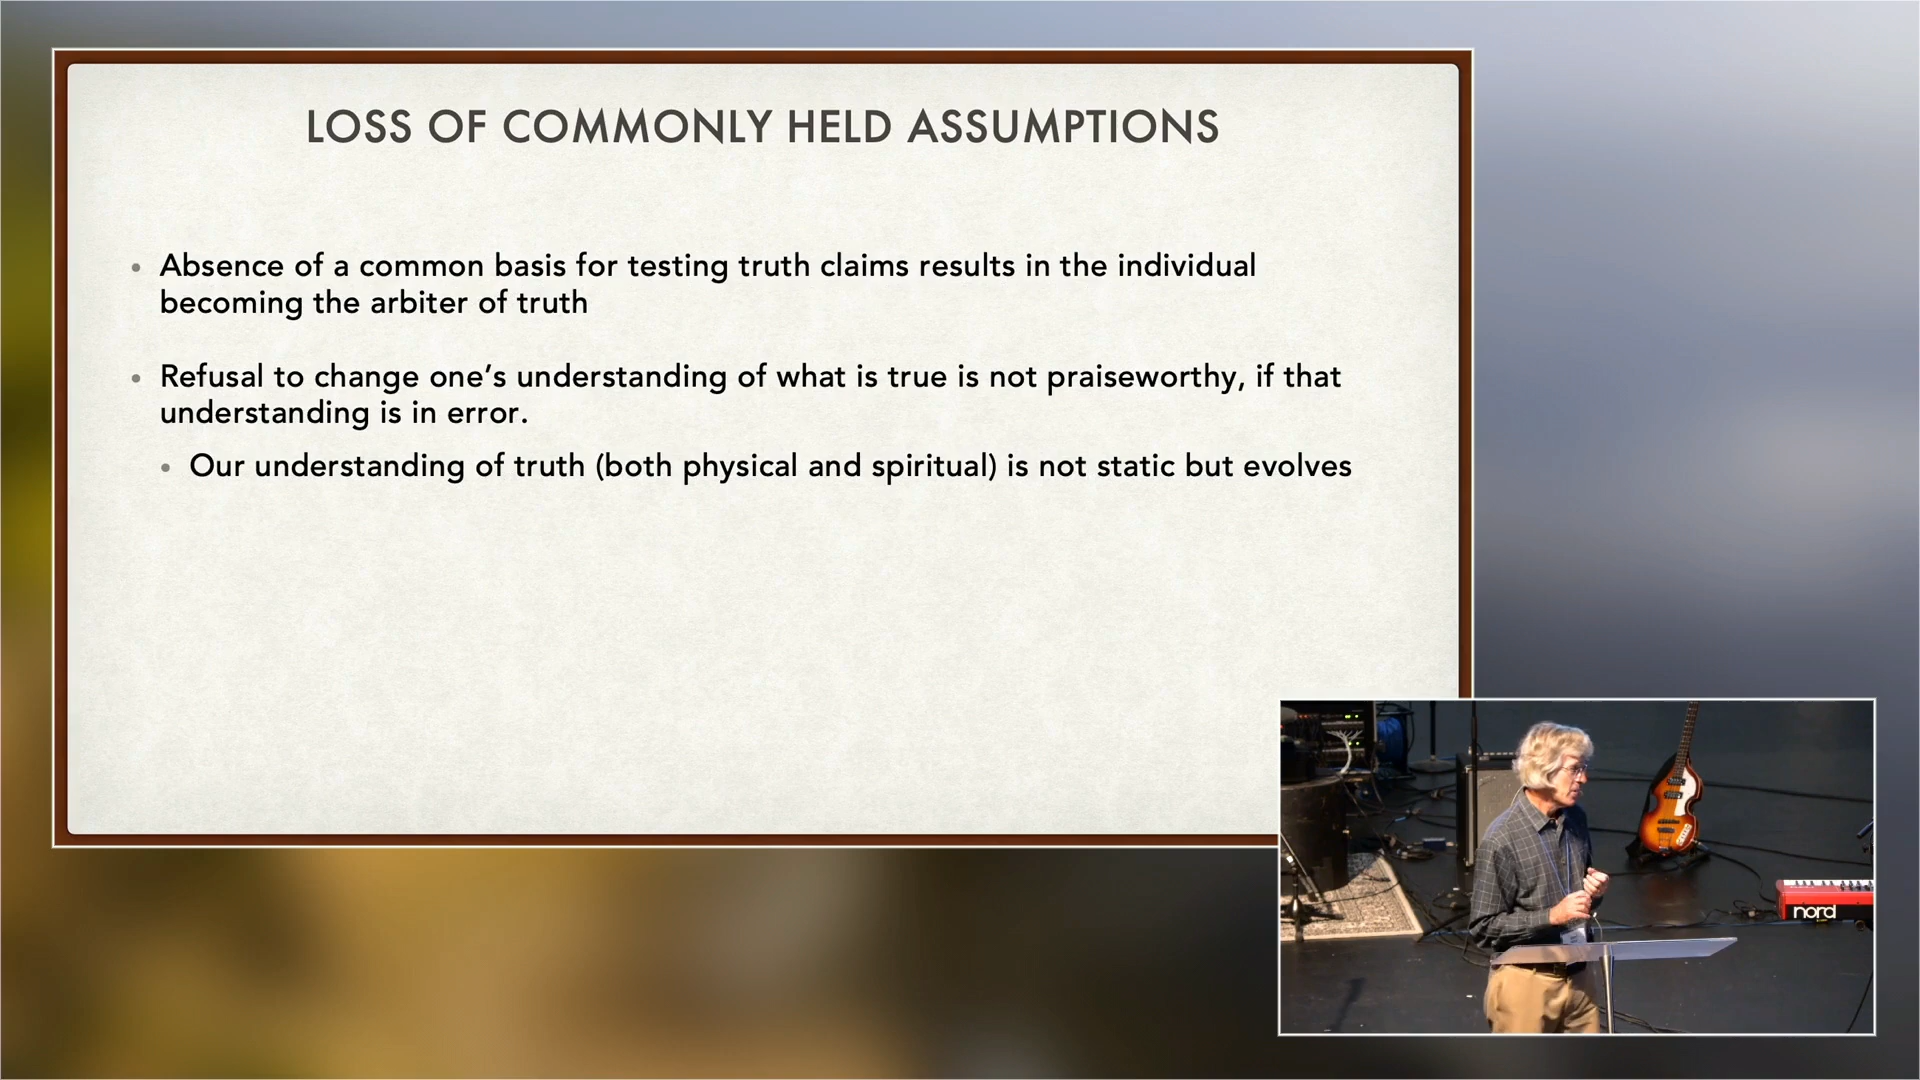 LOSS OF COMMONLY HELD ASSUMPTIONS
• Absence of a common basis for testing truth claims results in the individual
becoming the arbiter of truth
• Refusal to change one’s understanding of what is true is not praiseworthy, if that
understanding is in error.
• Our understanding of truth (both physical and spiritual) is not static but evolves
nord